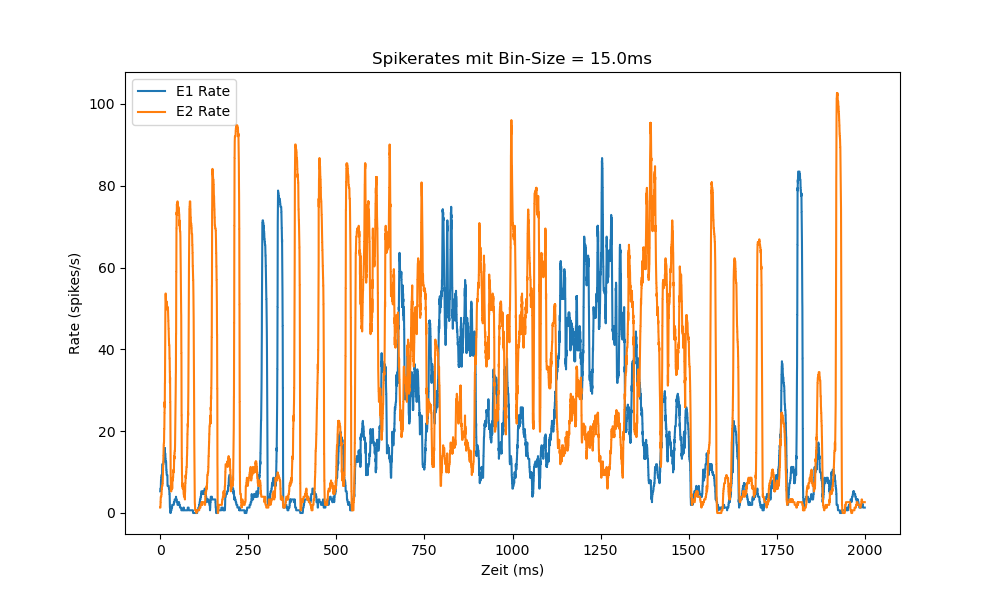 Spikerates mit Bin-Size = 15.0ms
E1 Rate
E2 Rate
Rate (spikes/s)
100
80
60
40
20
0
0 250 500 750 1000 1250 1500 1750 2000
Zeit (ms)